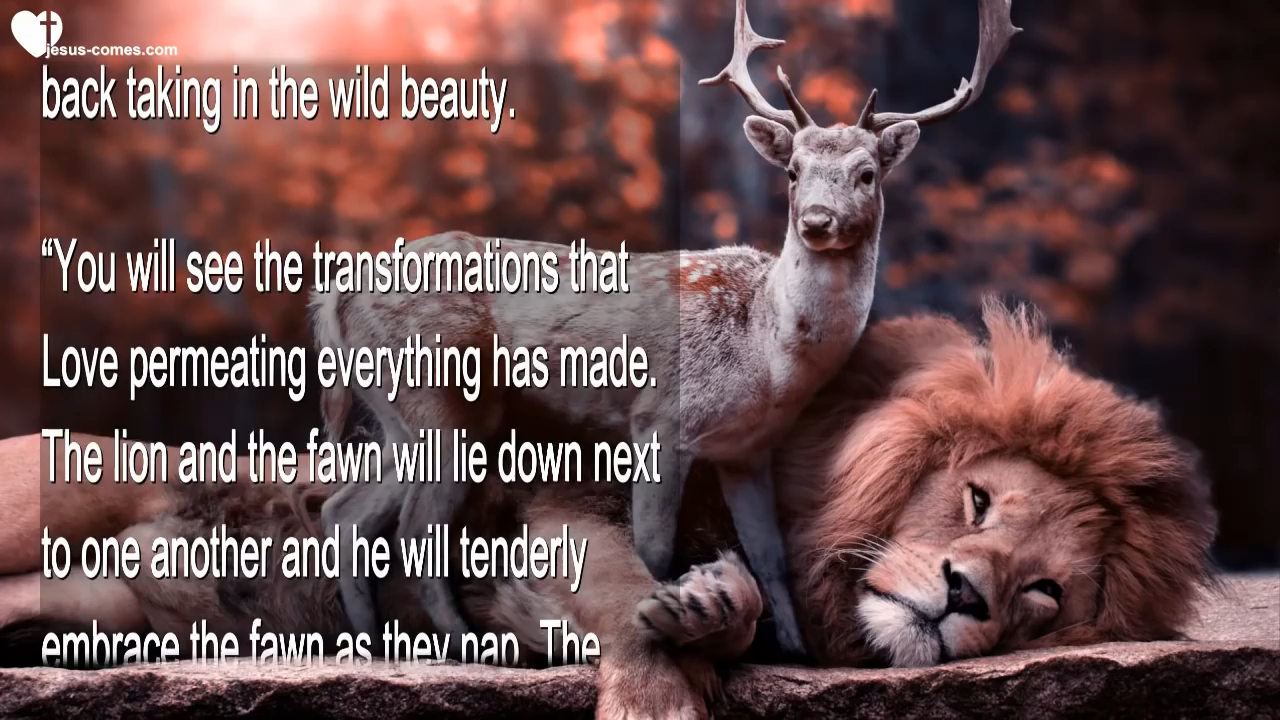 jesus-comes.com
back taking in the wild beauty.
“You will see the transformations that
Love permeating everything has made.
The lion and the fawn will lie down next
to one another and he will tenderly
embrace the fawn as they nap. The